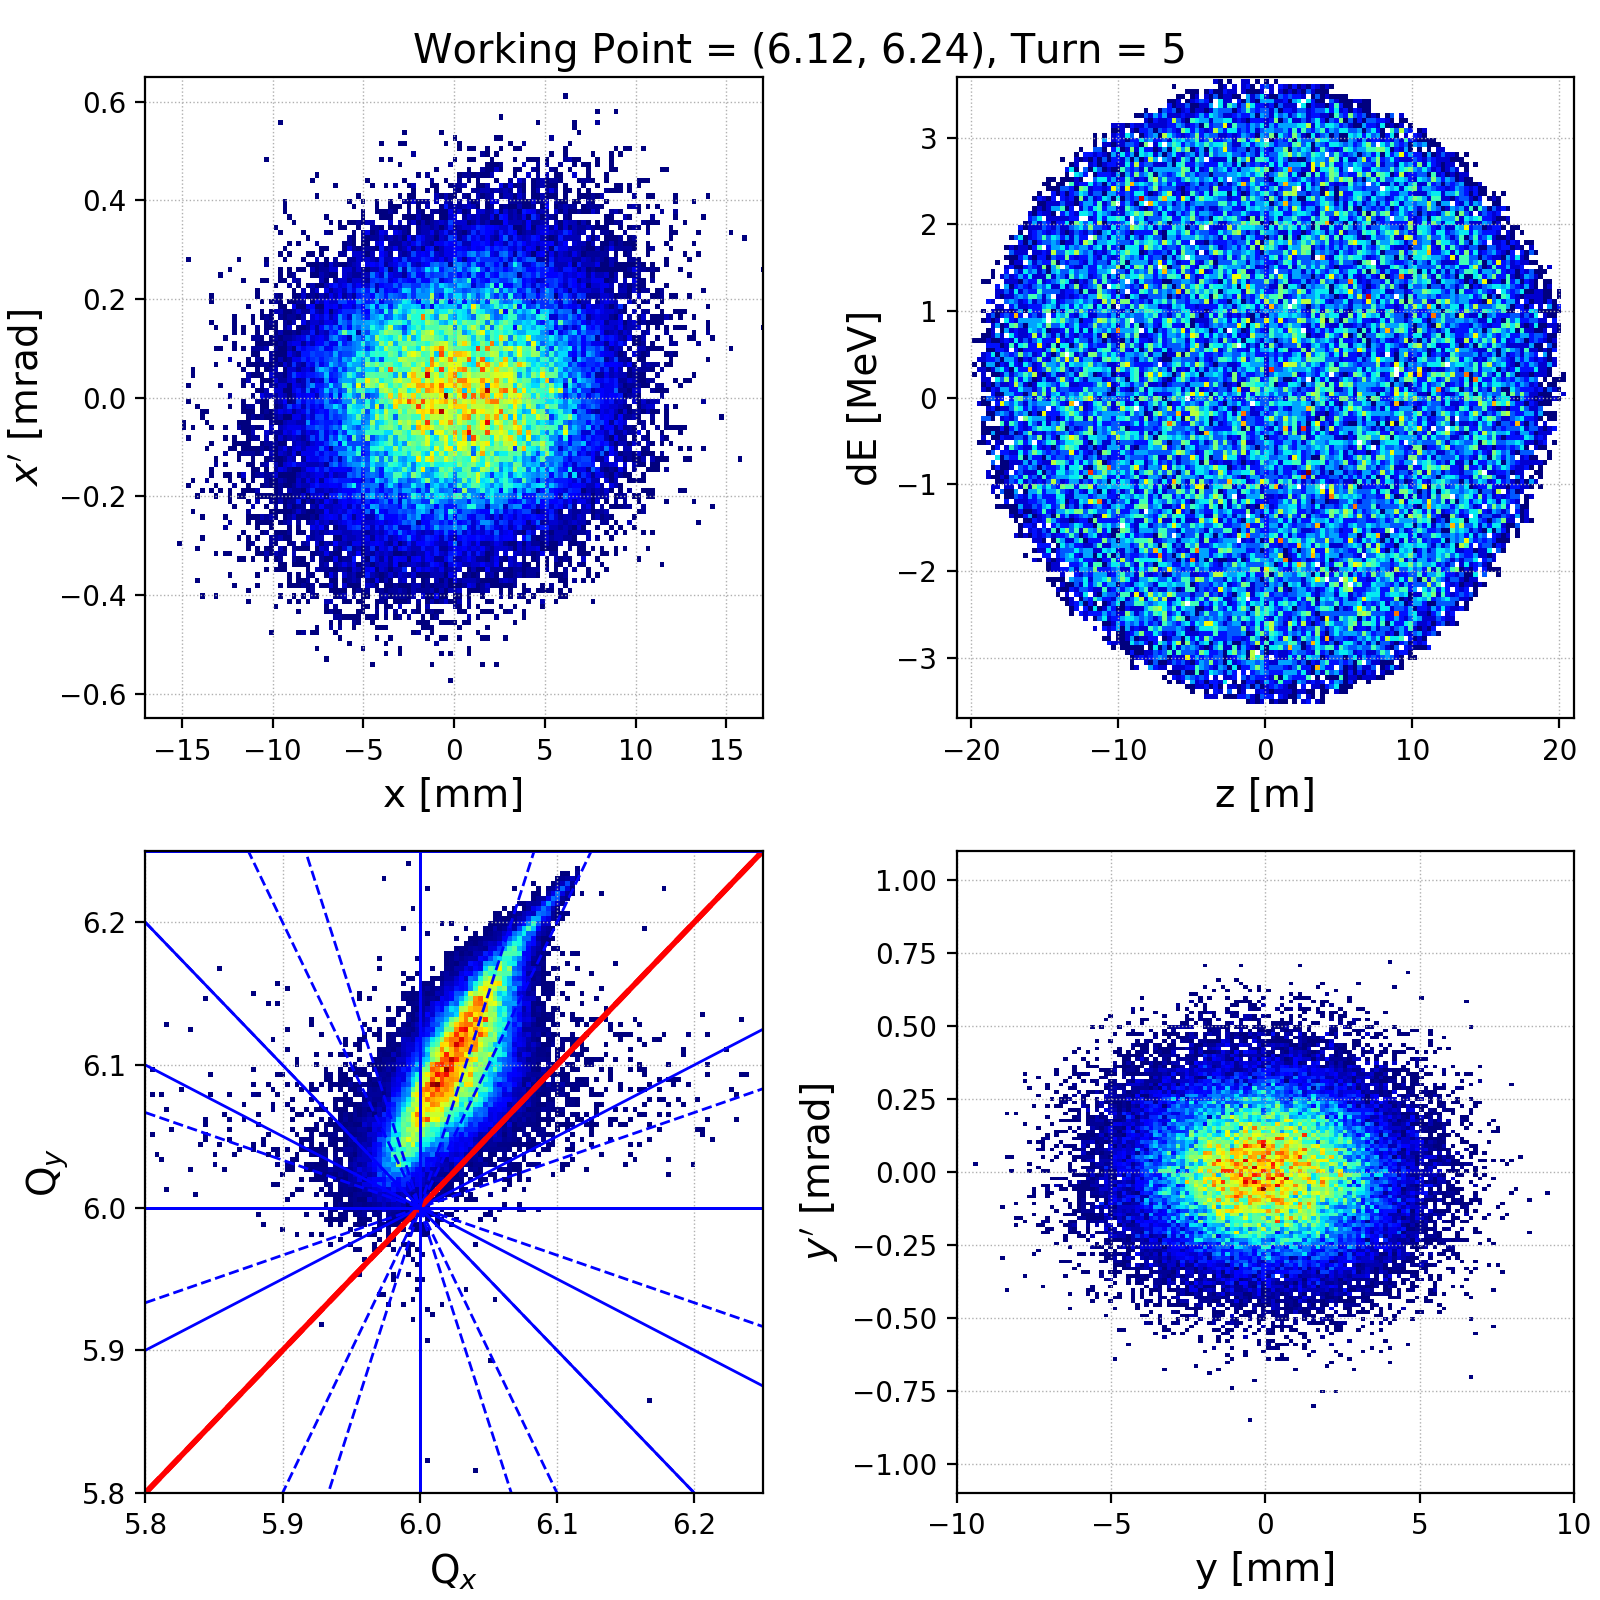 Working Point = (6.12, 6.24), Turn = 5
0.6
0.4
0.2
0.0
−0.2
−0.4
−0.6
x′ [mrad]
−15 −10 −5 0 5 10 15
x [mm]
3
2
1
0
−1
−2
−3
dE [MeV]
−20 −10 0 10 20
z [m]
6.2
6.1
6.0
5.9
5.8
Qy
5.8 5.9 6.0 6.1 6.2
Qx
1.00
0.75
0.50
0.25
0.00
−0.25
−0.50
−0.75
−1.00
y′ [mrad]
−10 −5 0 5 10
y [mm]